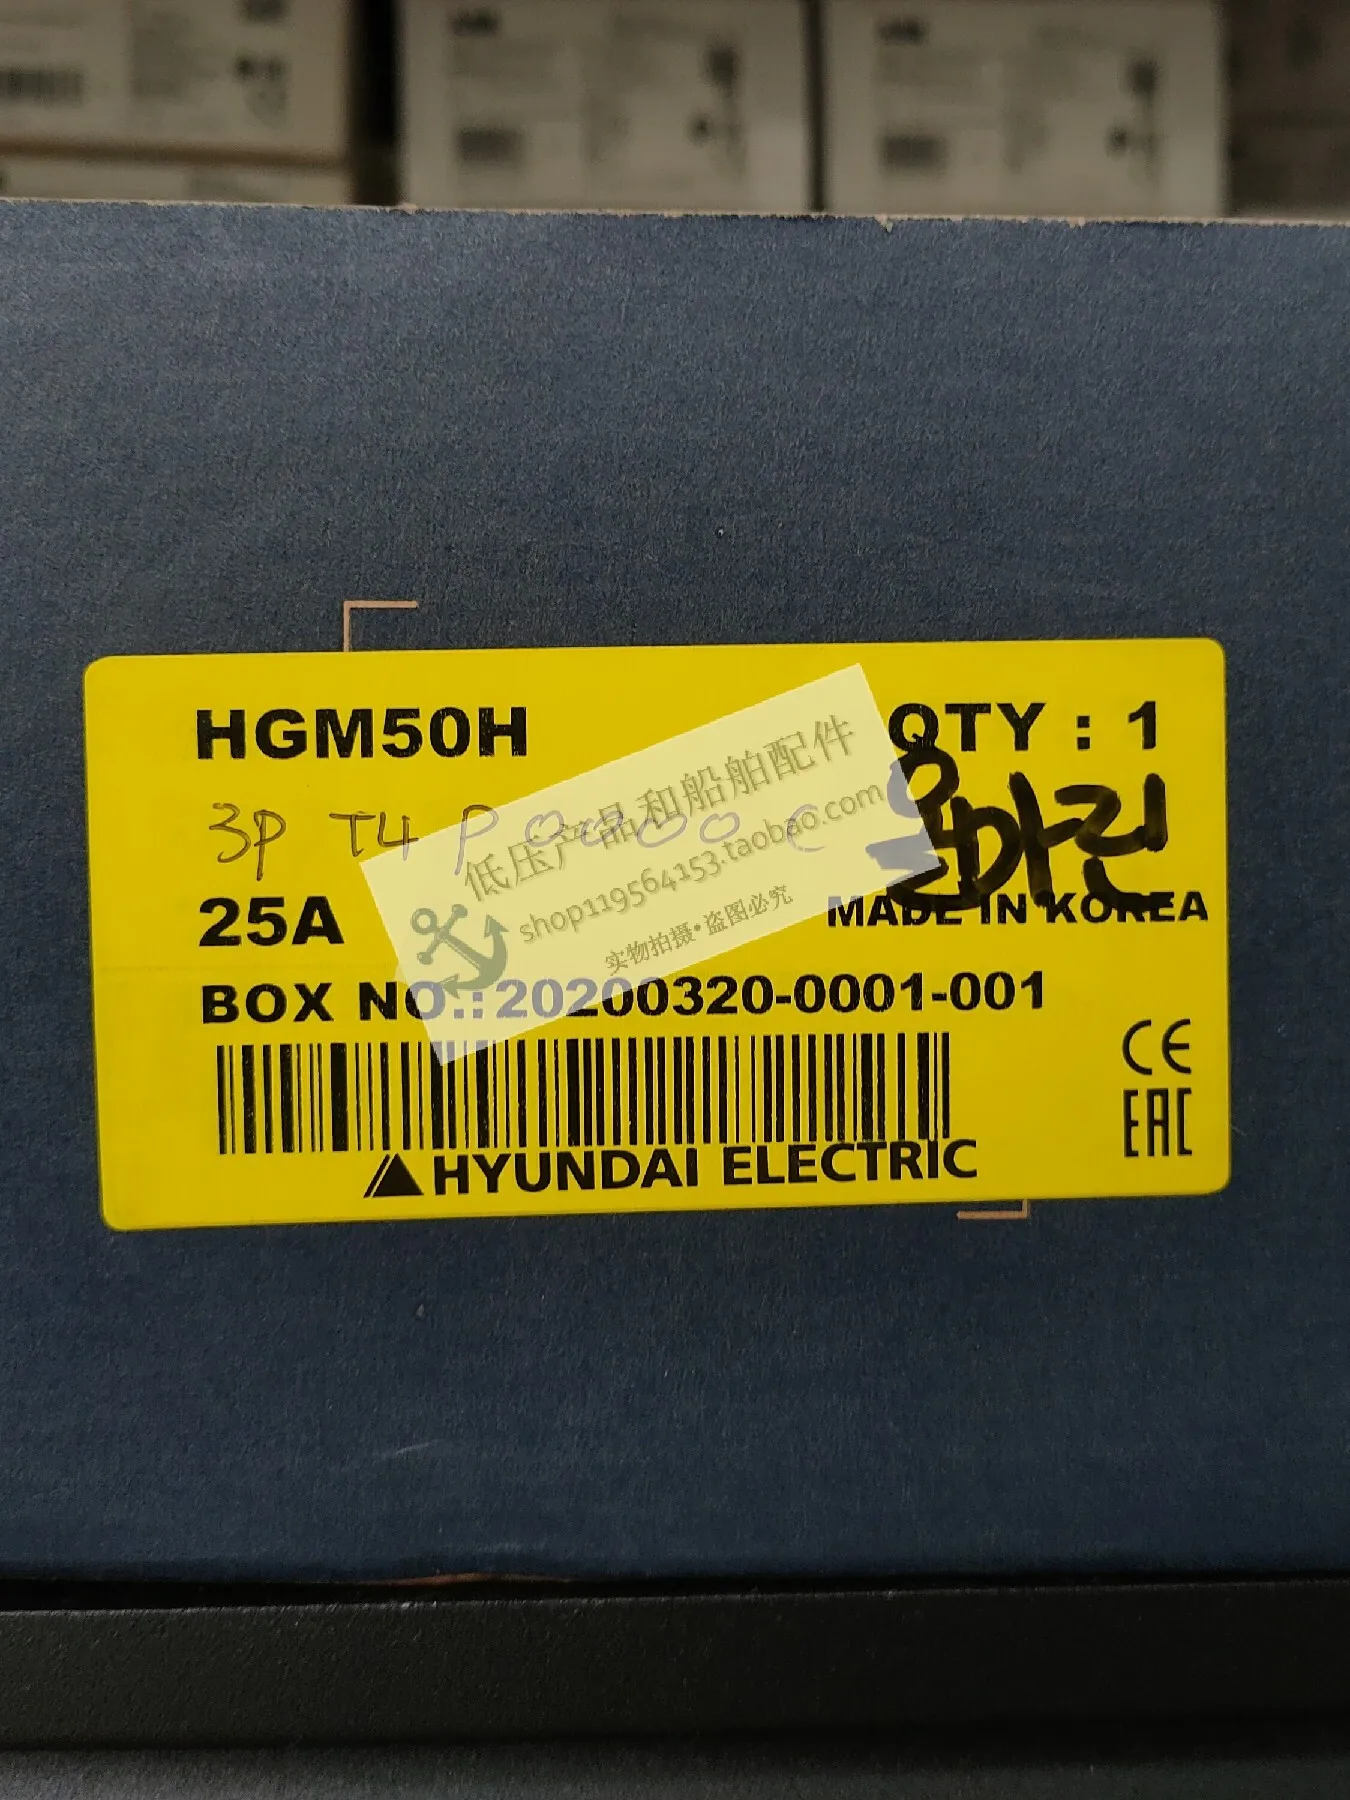 HGM50H
QTY : 1
3P T4 P0000 C
25A
MADE IN KOREA
BOX NO.: 20200320-0001-001
HYUNDAI ELECTRIC
CE
EAC
低压产品和船舶配件
shop119564153.taobao.com
实物拍摄•盗图必究